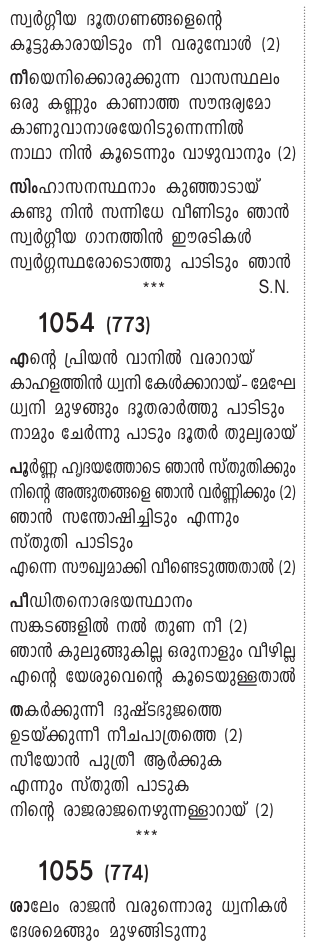 സ്വർഗ്ഗീയ ദൂതഗണങ്ങളെന്റെ
കൂട്ടുകാരായിടും നീ വരുമ്പോൾ (2)
നീയെനിക്കൊരുക്കുന്ന വാസസ്ഥലം
ഒരു കണ്ണും കാണാത്ത സൗന്ദര്യമോ
കാണുവാനാശയേറിടുന്നെന്നിൽ
നാഥാ നിൻ കൂടെന്നും വാഴുവാനും (2)
സിംഹാസനസ്ഥനാം കുഞ്ഞാടായ്
കണ്ടു നിൻ സന്നിധേ വീണിടും ഞാൻ
സ്വർഗ്ഗീയ ഗാനത്തിൻ ഈരടികൾ
സ്വർഗ്ഗസ്ഥരോടൊത്തു പാടിടും ഞാൻ
*** S.N.
1054 (773)
എന്റെ പ്രിയൻ വാനിൽ വരാറായ്
കാഹളത്തിൻ ധ്വനി കേൾക്കാറായ്- മേഘേ
ധ്വനി മുഴങ്ങും ദൂതരാർത്തു പാടിടും
നാമും ചേർന്നു പാടും ദൂതർ തുല്യരായ്
പൂർണ്ണ ഹൃദയത്തോടെ ഞാൻ സ്തുതിക്കും
നിന്റെ അത്ഭുതങ്ങളെ ഞാൻ വർണ്ണിക്കും (2)
ഞാൻ സന്തോഷിച്ചിടും എന്നും
സ്തുതി പാടിടും
എന്നെ സൗഖ്യമാക്കി വീണ്ടെടുത്തതാൽ (2)
പീഡിതനൊരഭയസ്ഥാനം
സങ്കടങ്ങളിൽ നൽ തുണ നീ (2)
ഞാൻ കുലുങ്ങുകില്ല ഒരുനാളും വീഴില്ല
എന്റെ യേശുവെന്റെ കൂടെയുള്ളതാൽ
തകർക്കുന്നീ ദുഷ്ടഭുജത്തെ
ഉടയ്ക്കുന്നീ നീചപാത്രത്തെ (2)
സീയോൻ പുത്രീ ആർക്കുക
എന്നും സ്തുതി പാടുക
നിന്റെ രാജരാജനെഴുന്നള്ളാറായ് (2)
***
1055 (774)
ശാലേം രാജൻ വരുന്നൊരു ധ്വനികൾ
ദേശമെങ്ങും മുഴങ്ങിടുന്നു